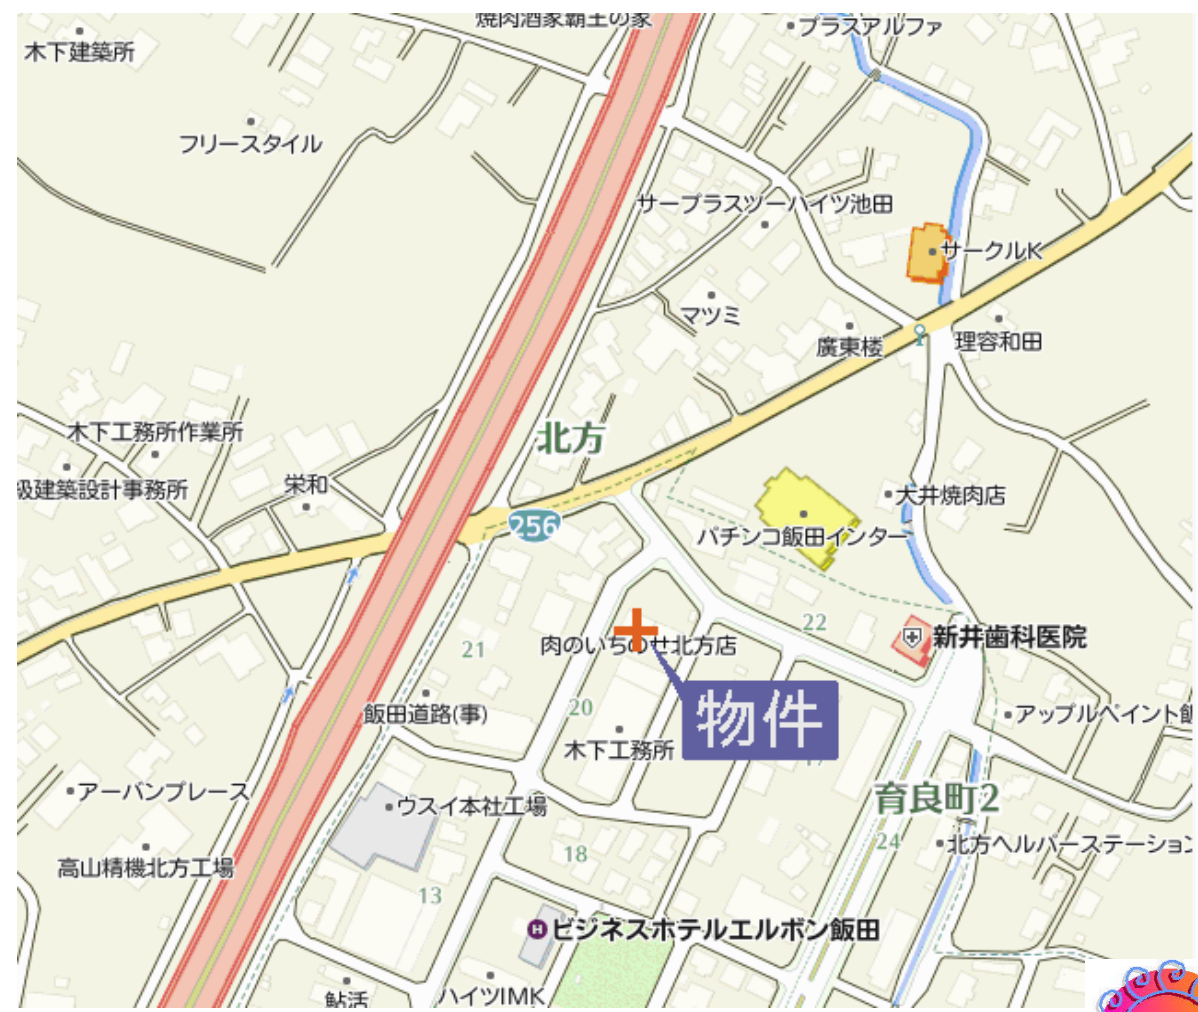 焼肉酒家覇王の家
プラスアルファ
木下建築所
フリースタイル
サープラスツーハイツ池田
サークルK
マツミ
廣東楼
理容和田
木下工務所作業所
北方
級建築設計事務所
栄和
大井焼肉店
256
パチンコ飯田インター
22
新井歯科医院
21
肉のいちのせ北方店
20
物件
飯田道路(事)
アップルペイント飯
木下工務所
17
アーバンプレース
ウスイ本社工場
育良町2
24
北方ヘルパーステーション
18
高山精機北方工場
13
H
ビジネスホテルエルボン飯田
鮎活
ハイツIMK